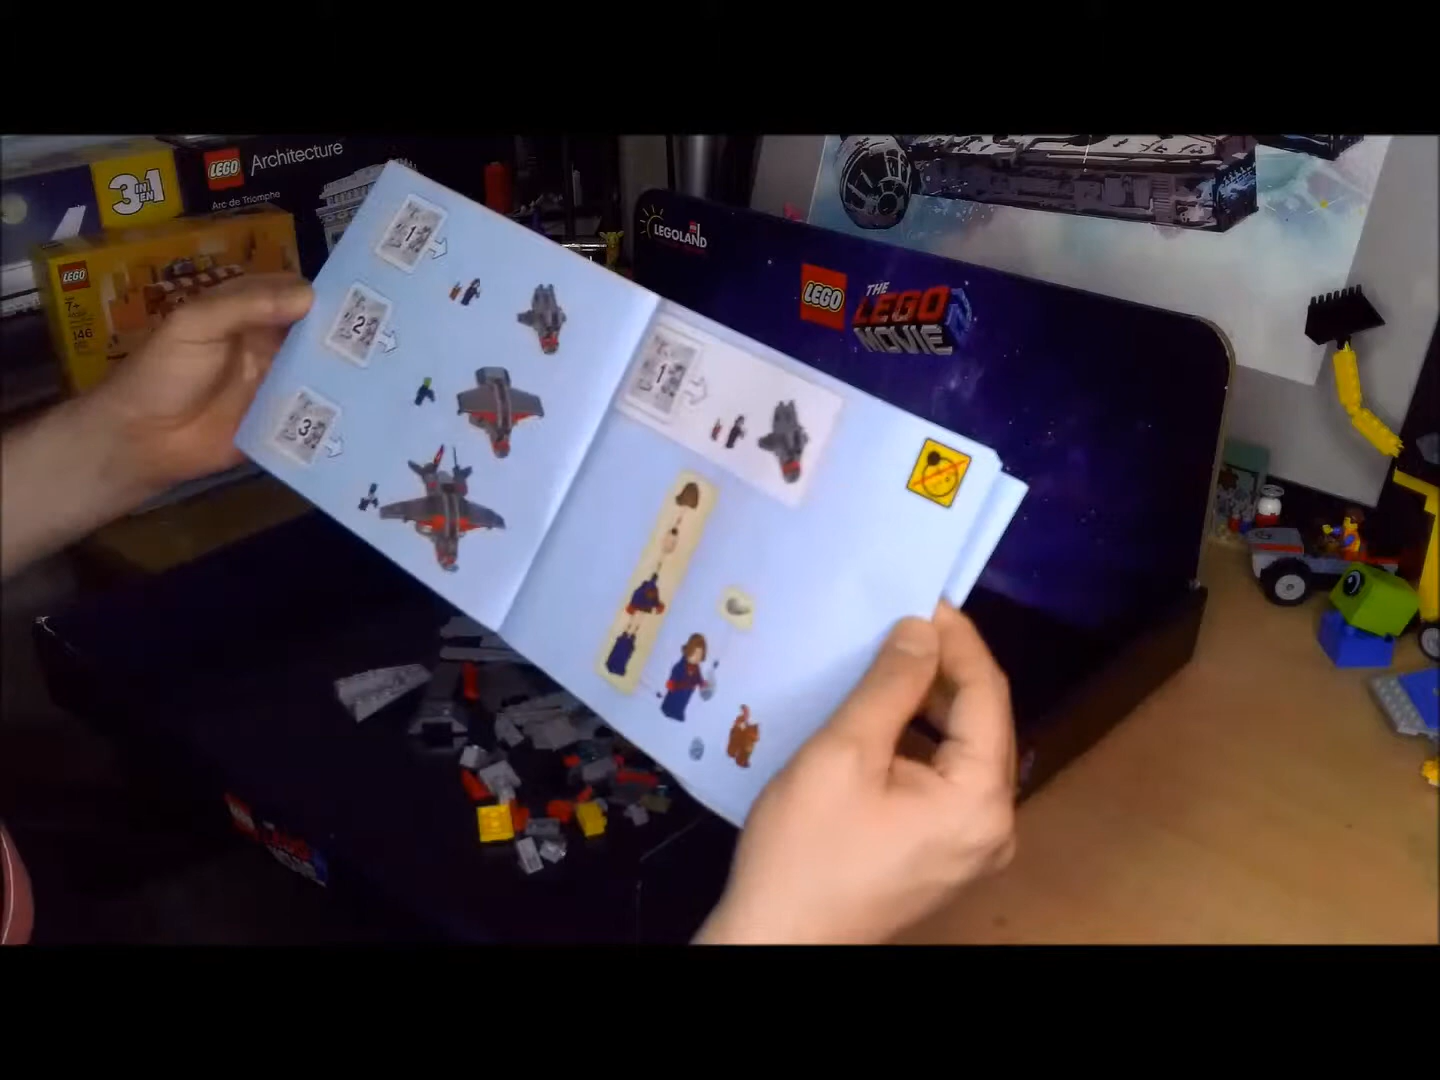 3IN1
EN
LEGO
Architecture
Arc de Triomphe
LEGO
7+
146
LEGOLAND
LEGO
THE
LEGO
MOVIE 2
1
2
3
1